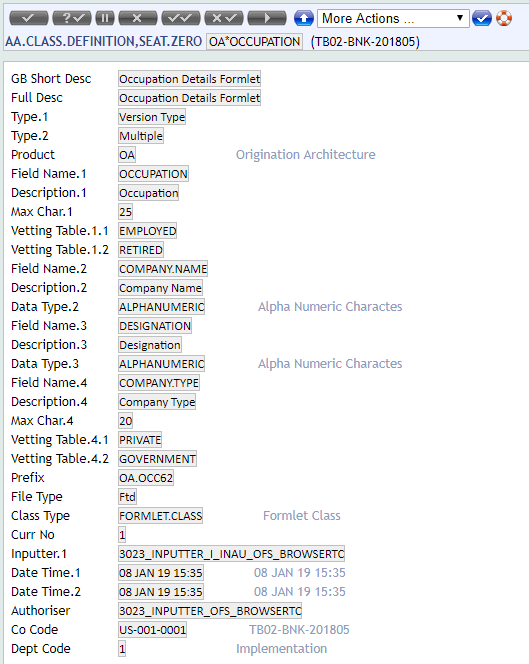 More Actions ...
AA.CLASS.DEFINITION,SEAT.ZERO OA*OCCUPATION (TB02-BNK-201805)
GB Short Desc Occupation Details Formlet
Full Desc Occupation Details Formlet
Type.1 Version Type
Type.2 Multiple
Product OA Origination Architecture
Field Name.1 OCCUPATION
Description.1 Occupation
Max Char.1 25
Vetting Table.1.1 EMPLOYED
Vetting Table.1.2 RETIRED
Field Name.2 COMPANY.NAME
Description.2 Company Name
Data Type.2 ALPHANUMERIC Alpha Numeric Charactes
Field Name.3 DESIGNATION
Description.3 Designation
Data Type.3 ALPHANUMERIC Alpha Numeric Charactes
Field Name.4 COMPANY.TYPE
Description.4 Company Type
Max Char.4 20
Vetting Table.4.1 PRIVATE
Vetting Table.4.2 GOVERNMENT
Prefix OA.OCC62
File Type Ftd
Class Type FORMLET.CLASS Formlet Class
Curr No 1
Inputter.1 3023_INPUTTER_I_INAU_OFS_BROWSERTC
Date Time.1 08 JAN 19 15:35 08 JAN 19 15:35
Date Time.2 08 JAN 19 15:35 08 JAN 19 15:35
Authoriser 3023_INPUTTER_OFS_BROWSERTC
Co Code US-001-0001 TB02-BNK-201805
Dept Code 1 Implementation